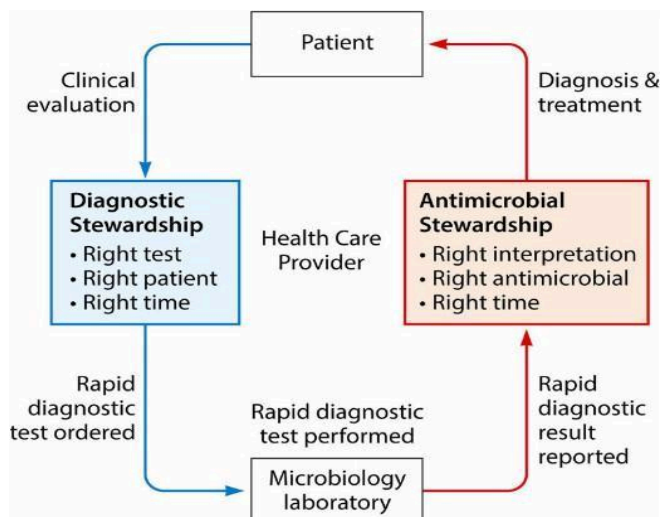 Patient
Clinical
evaluation
Diagnosis &
treatment
Diagnostic
Stewardship
• Right test
• Right patient
• Right time
Health Care
Provider
Antimicrobial
Stewardship
• Right interpretation
• Right antimicrobial
• Right time
Rapid
diagnostic
test ordered
Rapid diagnostic
test performed
Microbiology
laboratory
Rapid
diagnostic
result
reported